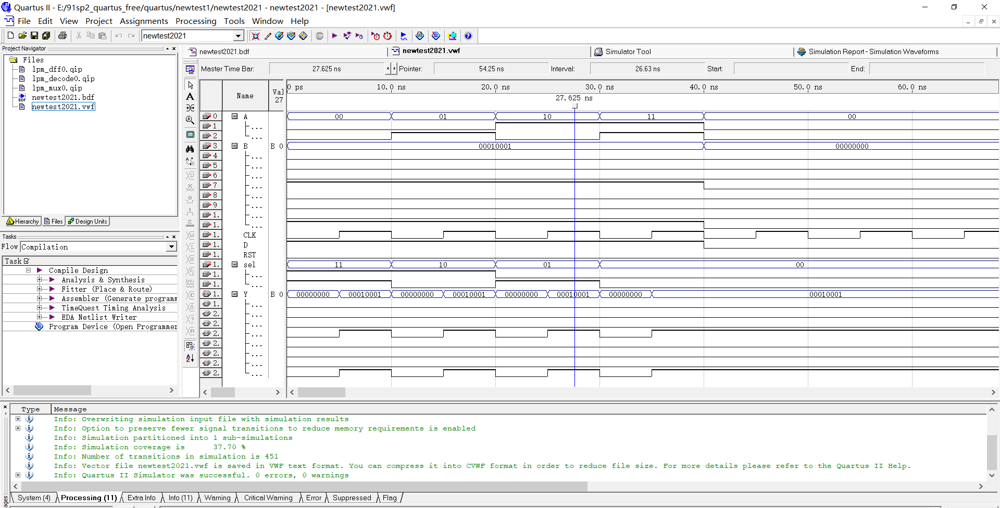 Quartus II - E:/91sp2_quartus_free/quartus/newtest1/newtest2021 - newtest2021 - [newtest2021.vwf]
File Edit View Project Assignments Processing Tools Window Help
newtest2021
Project Navigator
Files
lpm_dff0.qip
lpm_decode0.qip
lpm_mux0.qip
newtest2021.bdf
newtest2021.vwf
Hierarchy Files Design Units
Tasks
Flow Compilation
Task
Compile Design
Analysis & Synthesis
Fitter (Place & Route)
Assembler (Generate programm
TimeQuest Timing Analysis
EDA Netlist Writer
Program Device (Open Programmer
newtest2021.bdf newtest2021.vwf Simulator Tool Simulation Report - Simulation Waveforms
Master Time Bar: 27.625 ns Pointer: 54.25 ns Interval: 26.63 ns Start: End:
Name Val 27
0 ps 10.0 ns 20.0 ns 30.0 ns 40.0 ns 50.0 ns 60.0 ns
27.625 ns
0 A 00 01 10 11 00
1 ...
2 ...
3 B B 0 00010001 00000000
4 ...
5 ...
6 ...
7 ...
8 ...
9 ...
1. ...
1. ...
1. CLK
1. D
1. RST
1. sel 11 10 01 00
1. ...
1. ...
1. Y B 0 00000000 00010001 00000000 00010001 00000000 00010001 00000000 00010001
1. ...
2. ...
2. ...
2. ...
2. ...
2. ...
2. ...
2. ...
Type Message
Info: Overwriting simulation input file with simulation results
Info: Option to preserve fewer signal transitions to reduce memory requirements is enabled
Info: Simulation partitioned into 1 sub-simulations
Info: Simulation coverage is 37.70 %
Info: Number of transitions in simulation is 451
Info: Vector file newtest2021.vwf is saved in VWF text format. You can compress it into CVWF format in order to reduce file size. For more details please refer to the Quartus II Help.
Info: Quartus II Simulator was successful. 0 errors, 0 warnings
System (4) Processing (11) Extra Info Info (11) Warning Critical Warning Error Suppressed Flag